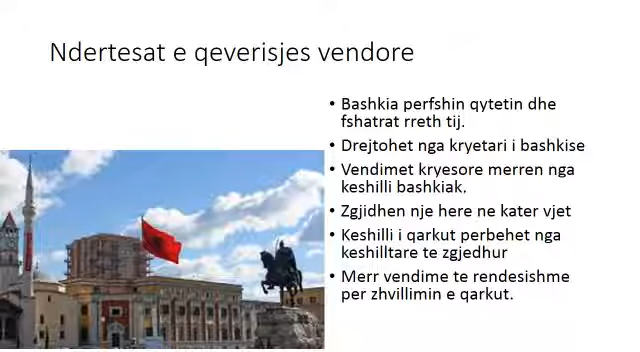 Ndertesat e qeverisjes vendore
• Bashkia perfshin qytetin dhe
fshatrat rreth tij.
• Drejtohet nga kryetari i bashkise
• Vendimet kryesore merren nga
keshilli bashkiak.
• Zgjidhen nje here ne kater vjet
• Keshilli i qarkut perbehet nga
keshilltare te zgjedhur
• Merr vendime te rendesishme
per zhvillimin e qarkut.